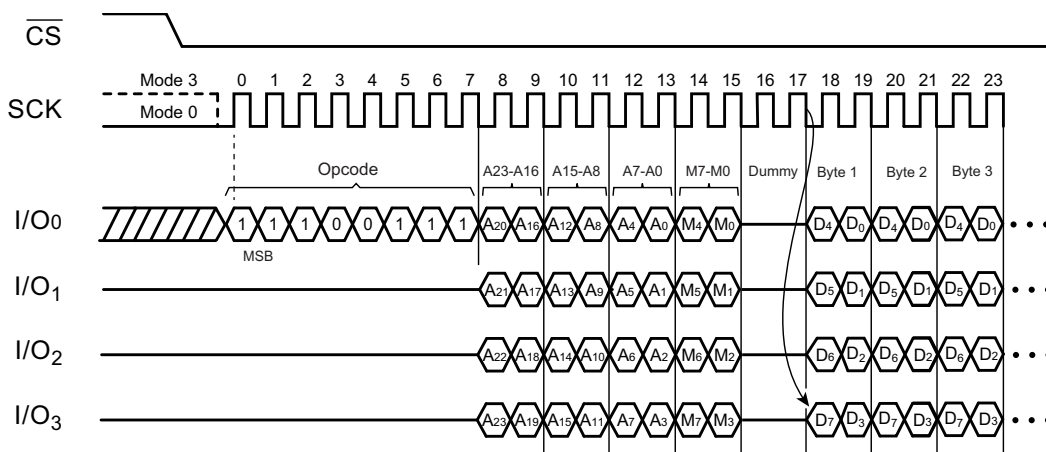 CS
Mode 3
0 1 2 3 4 5 6 7 8 9 10 11 12 13 14 15 16 17 18 19 20 21 22 23
SCK
Mode 0
Opcode A23-A16 A15-A8 A7-A0 M7-M0 Dummy Byte 1 Byte 2 Byte 3
I/O0 1 1 1 0 0 1 1 1 A20 A16 A12 A8 A4 A0 M4 M0 D4 D0 D4 D0 D4 D0
MSB
I/O1 A21 A17 A13 A9 A5 A1 M5 M1 D5 D1 D5 D1 D5 D1
I/O2 A22 A18 A14 A10 A6 A2 M6 M2 D6 D2 D6 D2 D6 D2
I/O3 A23 A19 A15 A11 A7 A3 M7 M3 D7 D3 D7 D3 D7 D3